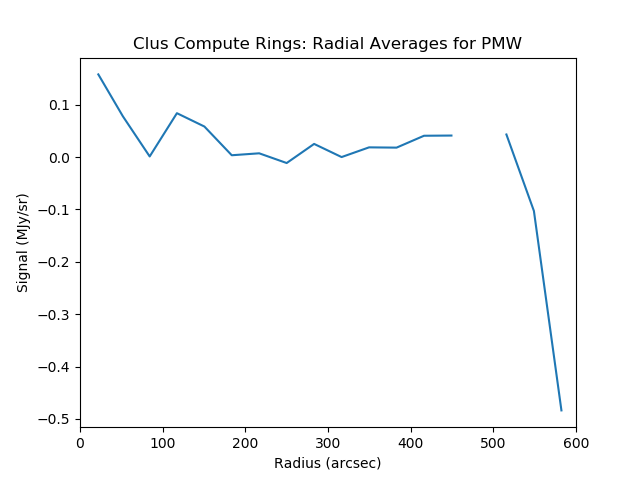 Clus Compute Rings: Radial Averages for PMW
0.1
0.0
−0.1
−0.2
−0.3
−0.4
−0.5
Signal (MJy/sr)
0 100 200 300 400 500 600
Radius (arcsec)